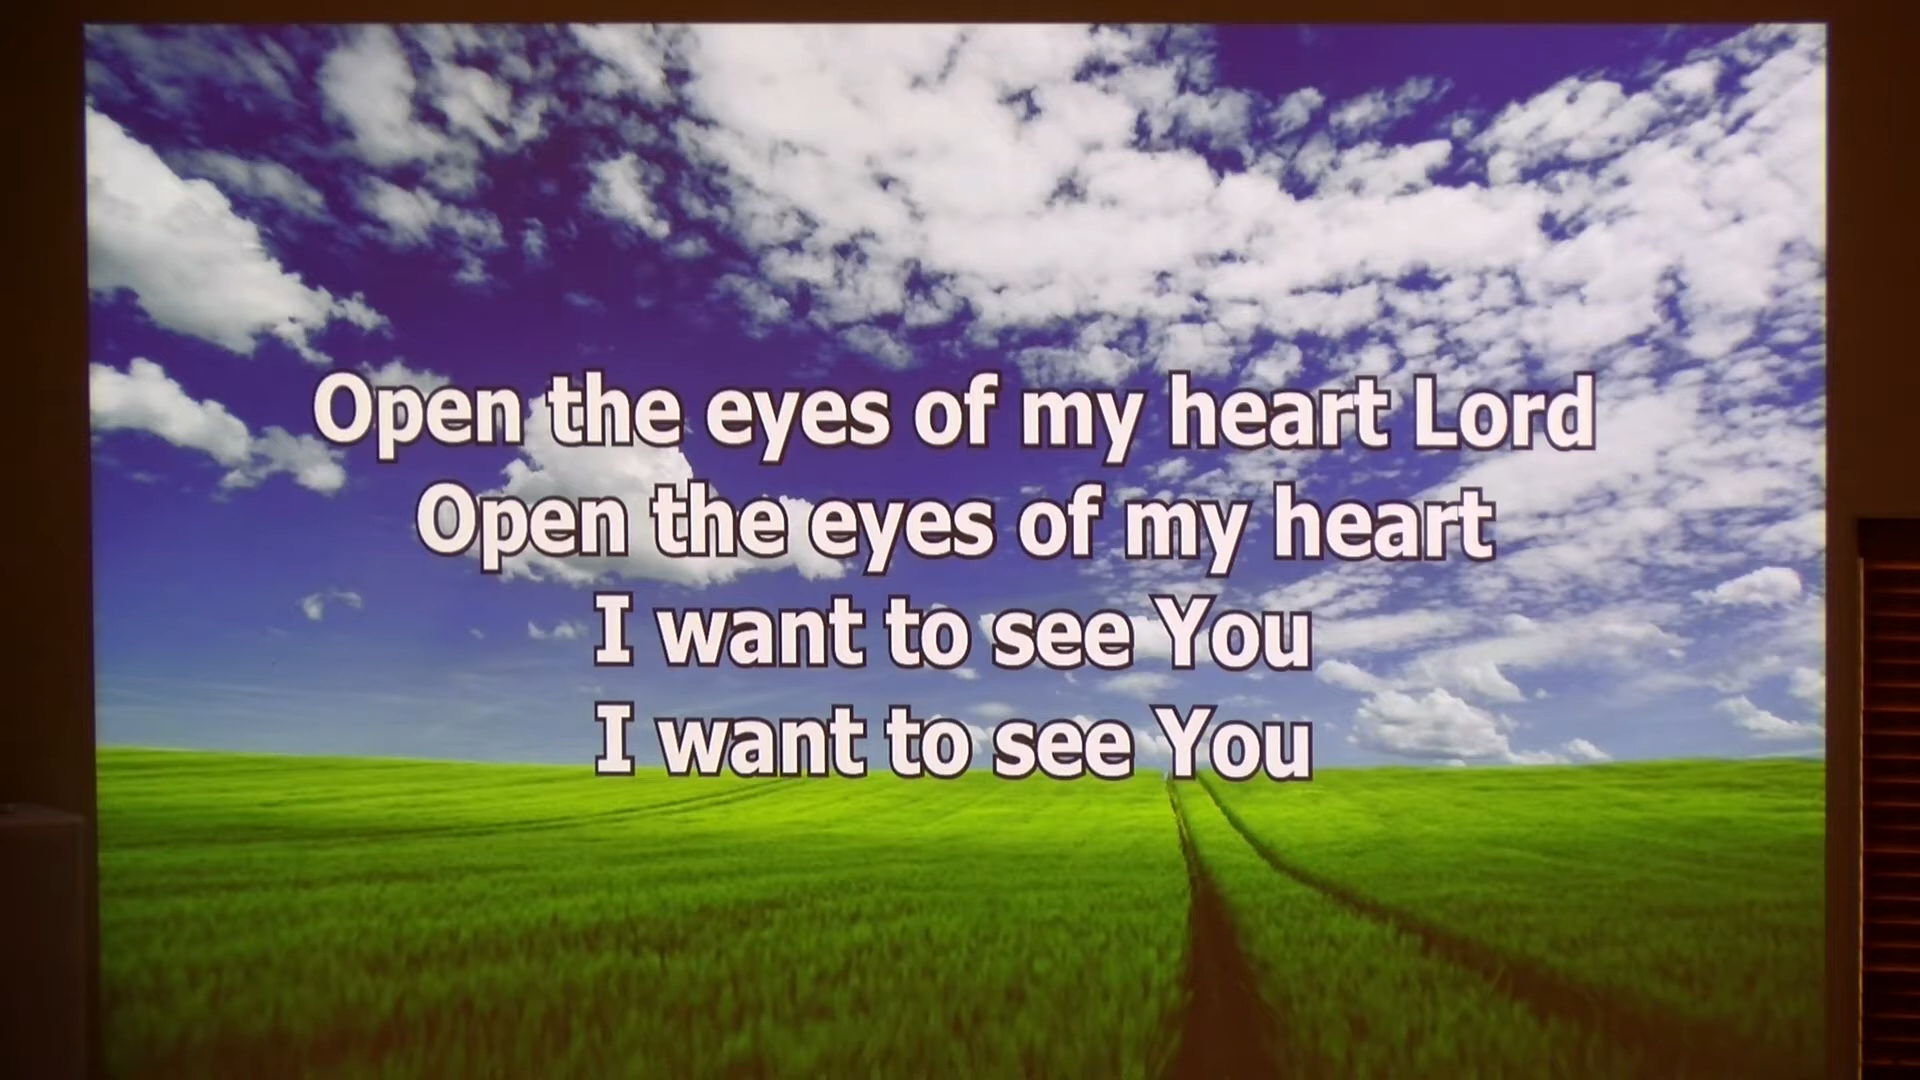 Open the eyes of my heart Lord
Open the eyes of my heart
I want to see You
I want to see You